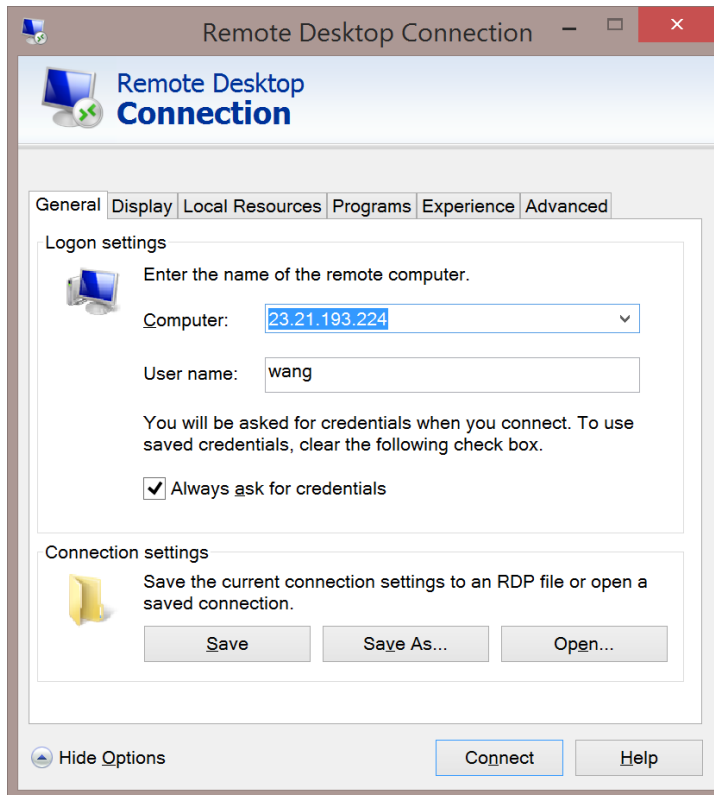 Remote Desktop Connection
Remote Desktop
Connection
General Display Local Resources Programs Experience Advanced
Logon settings
Enter the name of the remote computer.
Computer: 23.21.193.224
User name: wang
You will be asked for credentials when you connect. To use
saved credentials, clear the following check box.
Always ask for credentials
Connection settings
Save the current connection settings to an RDP file or open a
saved connection.
Save Save As... Open...
Hide Options Connect Help